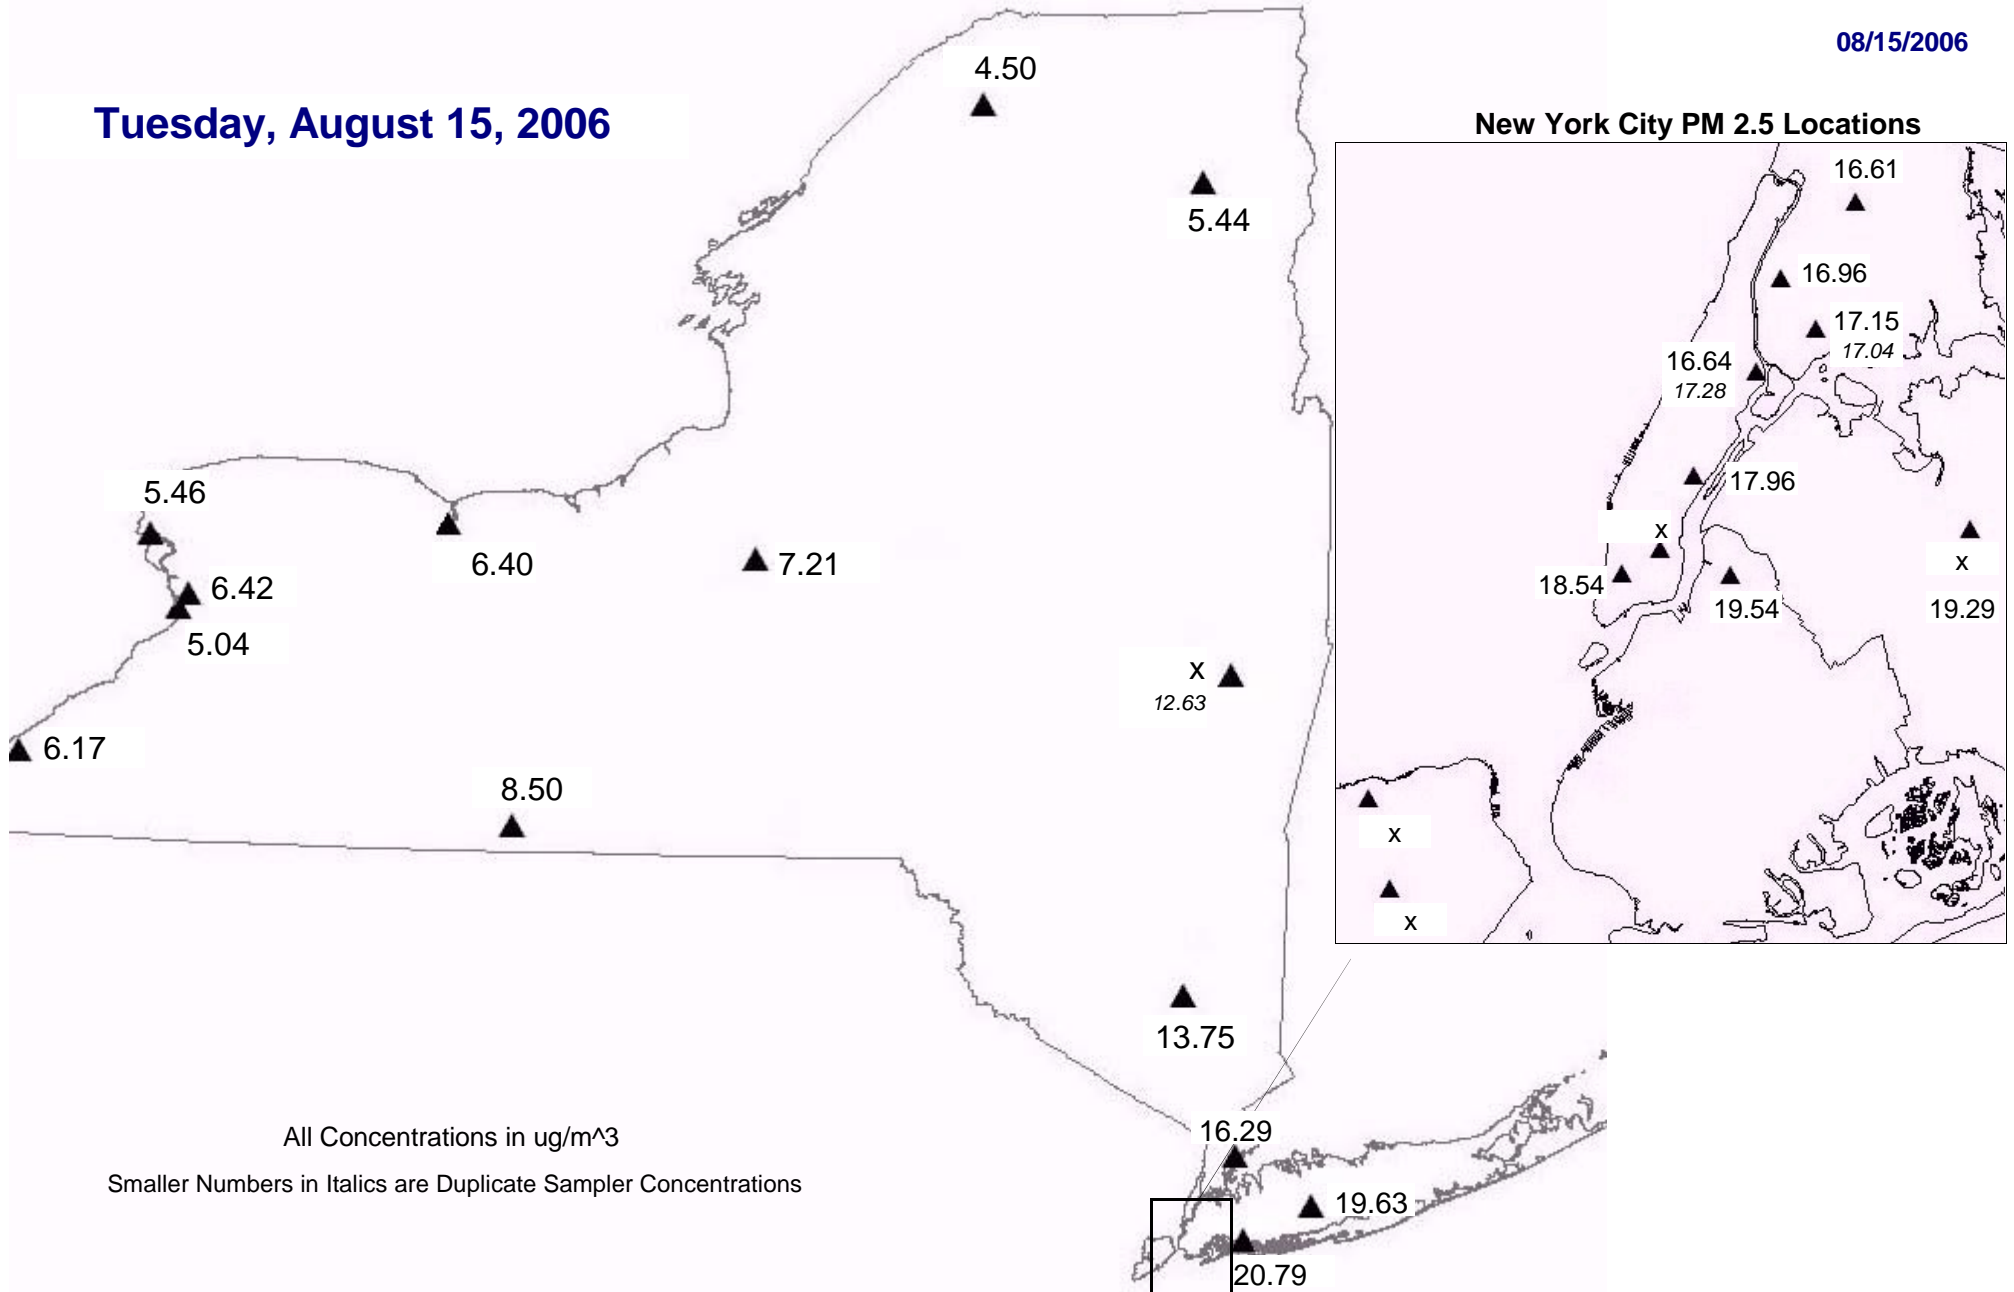 08/15/2006
4.50
Tuesday, August 15, 2006
New York City PM 2.5 Locations
16.61
5.44
16.96
17.15
17.04
16.64
17.28
17.96
5.46
6.40
7.21
x
x
18.54
19.54
19.29
6.42
5.04
x
12.63
6.17
8.50
x
x
13.75
16.29
All Concentrations in ug/m^3
Smaller Numbers in Italics are Duplicate Sampler Concentrations
19.63
20.79